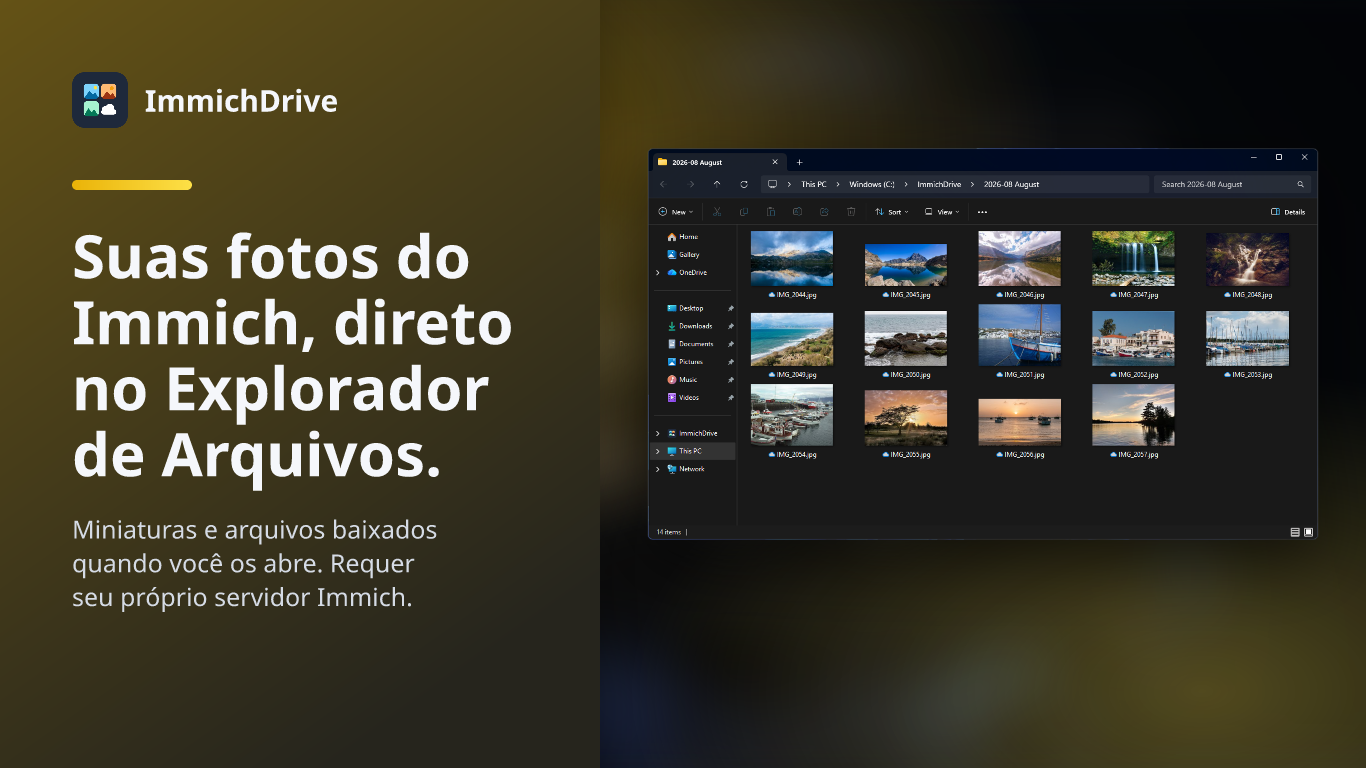 ImmichDrive
Suas fotos do
Immich, direto
no Explorador
de Arquivos.
Miniaturas e arquivos baixados
quando você os abre. Requer
seu próprio servidor Immich.
2026-08 August
This PC > Windows (C:) > ImmichDrive > 2026-08 August
Search 2026-08 August
New
Sort
View
Details
Home
Gallery
OneDrive
Desktop
Downloads
Documents
Pictures
Music
Videos
ImmichDrive
This PC
Network
IMG_2044.jpg
IMG_2045.jpg
IMG_2046.jpg
IMG_2047.jpg
IMG_2048.jpg
IMG_2049.jpg
IMG_2050.jpg
IMG_2051.jpg
IMG_2052.jpg
IMG_2053.jpg
IMG_2054.jpg
IMG_2055.jpg
IMG_2056.jpg
IMG_2057.jpg
14 items